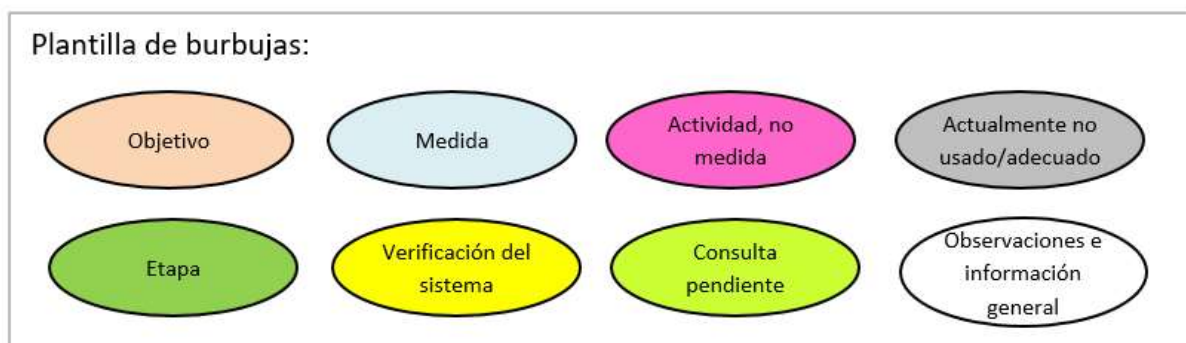 Plantilla de burbujas:
Objetivo
Medida
Actividad, no
medida
Actualmente no
usado/adecuado
Etapa
Verificación del
sistema
Consulta
pendiente
Observaciones e
información
general